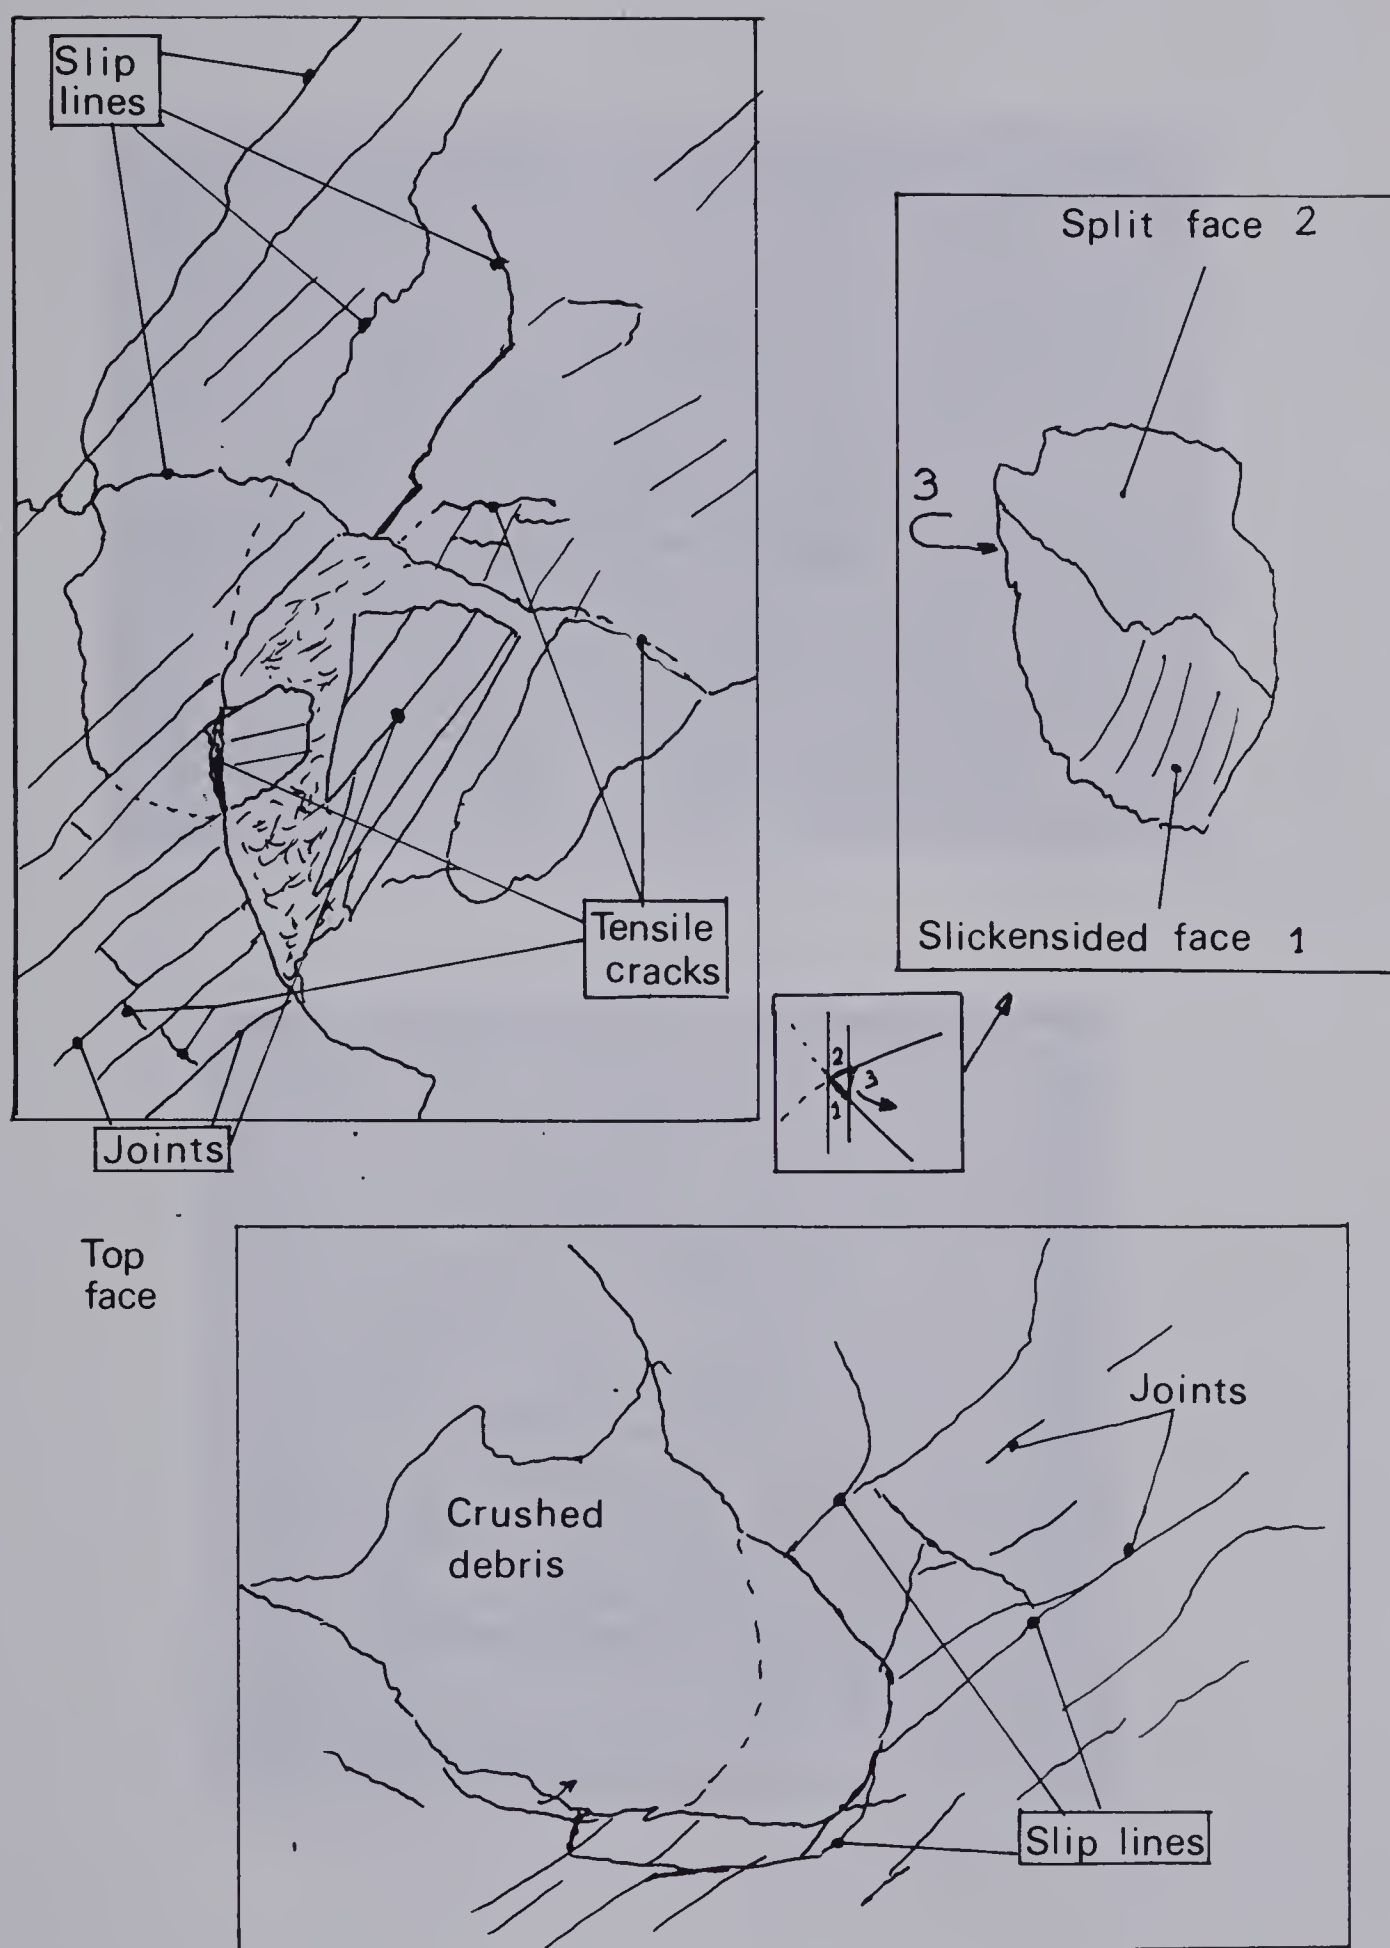 Slip
lines
Split face 2
3
Tensile
cracks
Slickensided face 1
2
3
1
Joints
Top
face
Joints
Crushed
debris
Slip lines